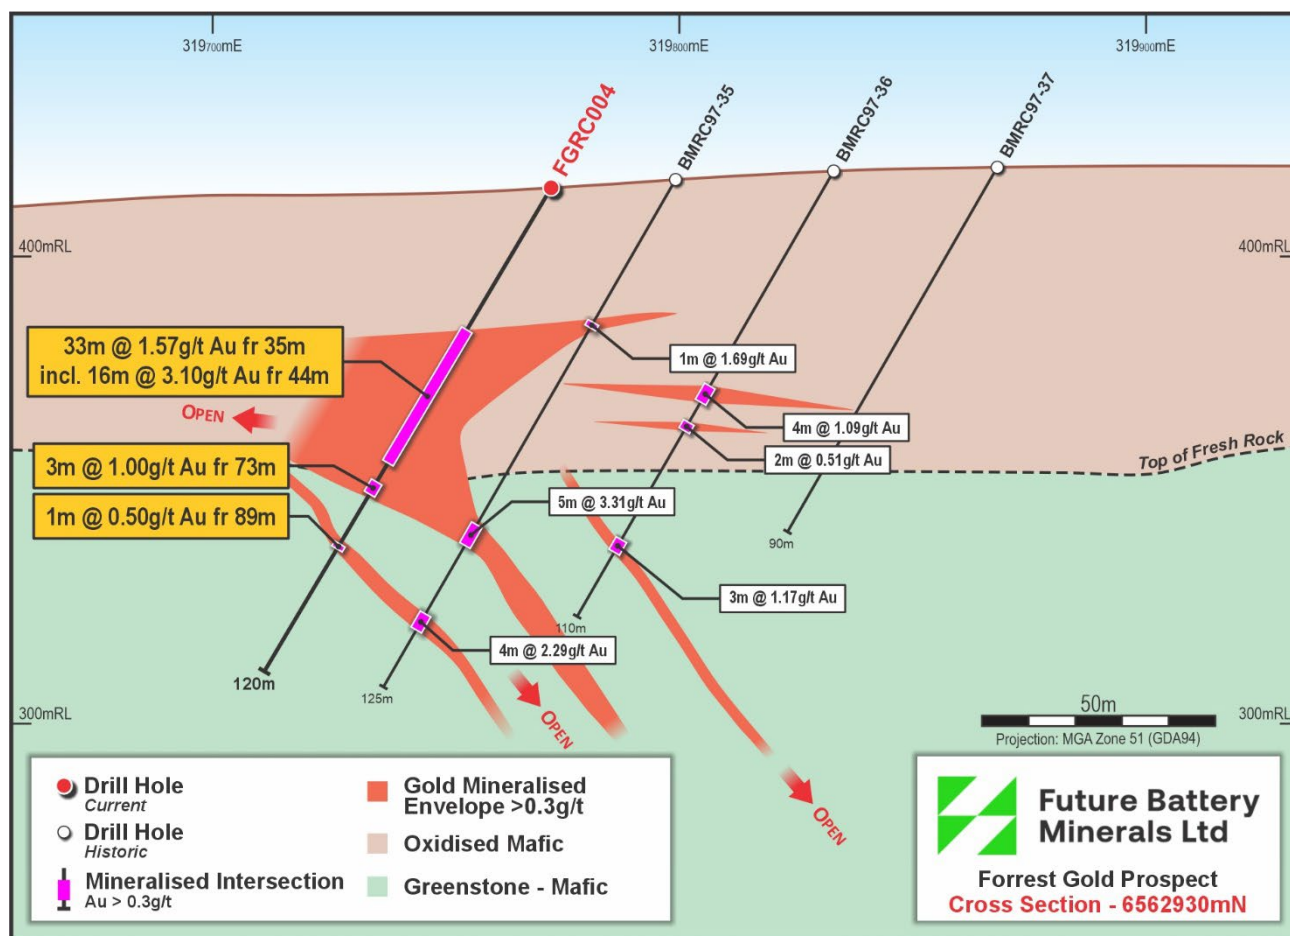 319700mE
319800mE
319900mE
FGRC004
BMRC97-35
BMRC97-36
BMRC97-37
400mRL
400mRL
33m @ 1.57g/t Au fr 35m
incl. 16m @ 3.10g/t Au fr 44m
1m @ 1.69g/t Au
OPEN
4m @ 1.09g/t Au
2m @ 0.51g/t Au
Top of Fresh Rock
3m @ 1.00g/t Au fr 73m
1m @ 0.50g/t Au fr 89m
5m @ 3.31g/t Au
90m
3m @ 1.17g/t Au
110m
4m @ 2.29g/t Au
120m
125m
OPEN
OPEN
300mRL
300mRL
50m
Projection: MGA Zone 51 (GDA94)
Drill Hole
Current
Drill Hole
Historic
Mineralised Intersection
Au > 0.3g/t
Gold Mineralised
Envelope >0.3g/t
Oxidised Mafic
Greenstone - Mafic
Future Battery
Minerals Ltd
Forrest Gold Prospect
Cross Section - 6562930mN